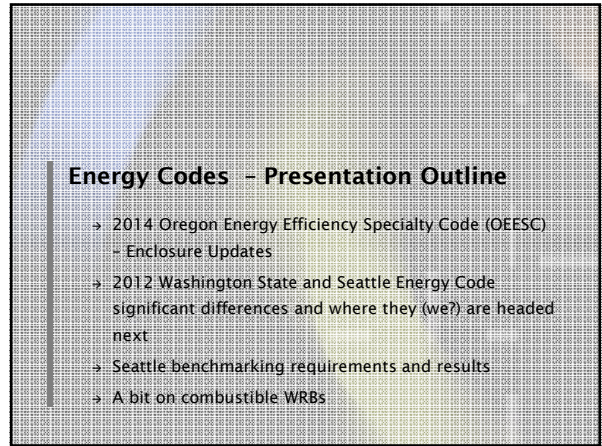 Energy Codes – Presentation Outline
→ 2014 Oregon Energy Efficiency Specialty Code (OEESC)
– Enclosure Updates
→ 2012 Washington State and Seattle Energy Code
significant differences and where they (we?) are headed
next
→ Seattle benchmarking requirements and results
→ A bit on combustible WRBs